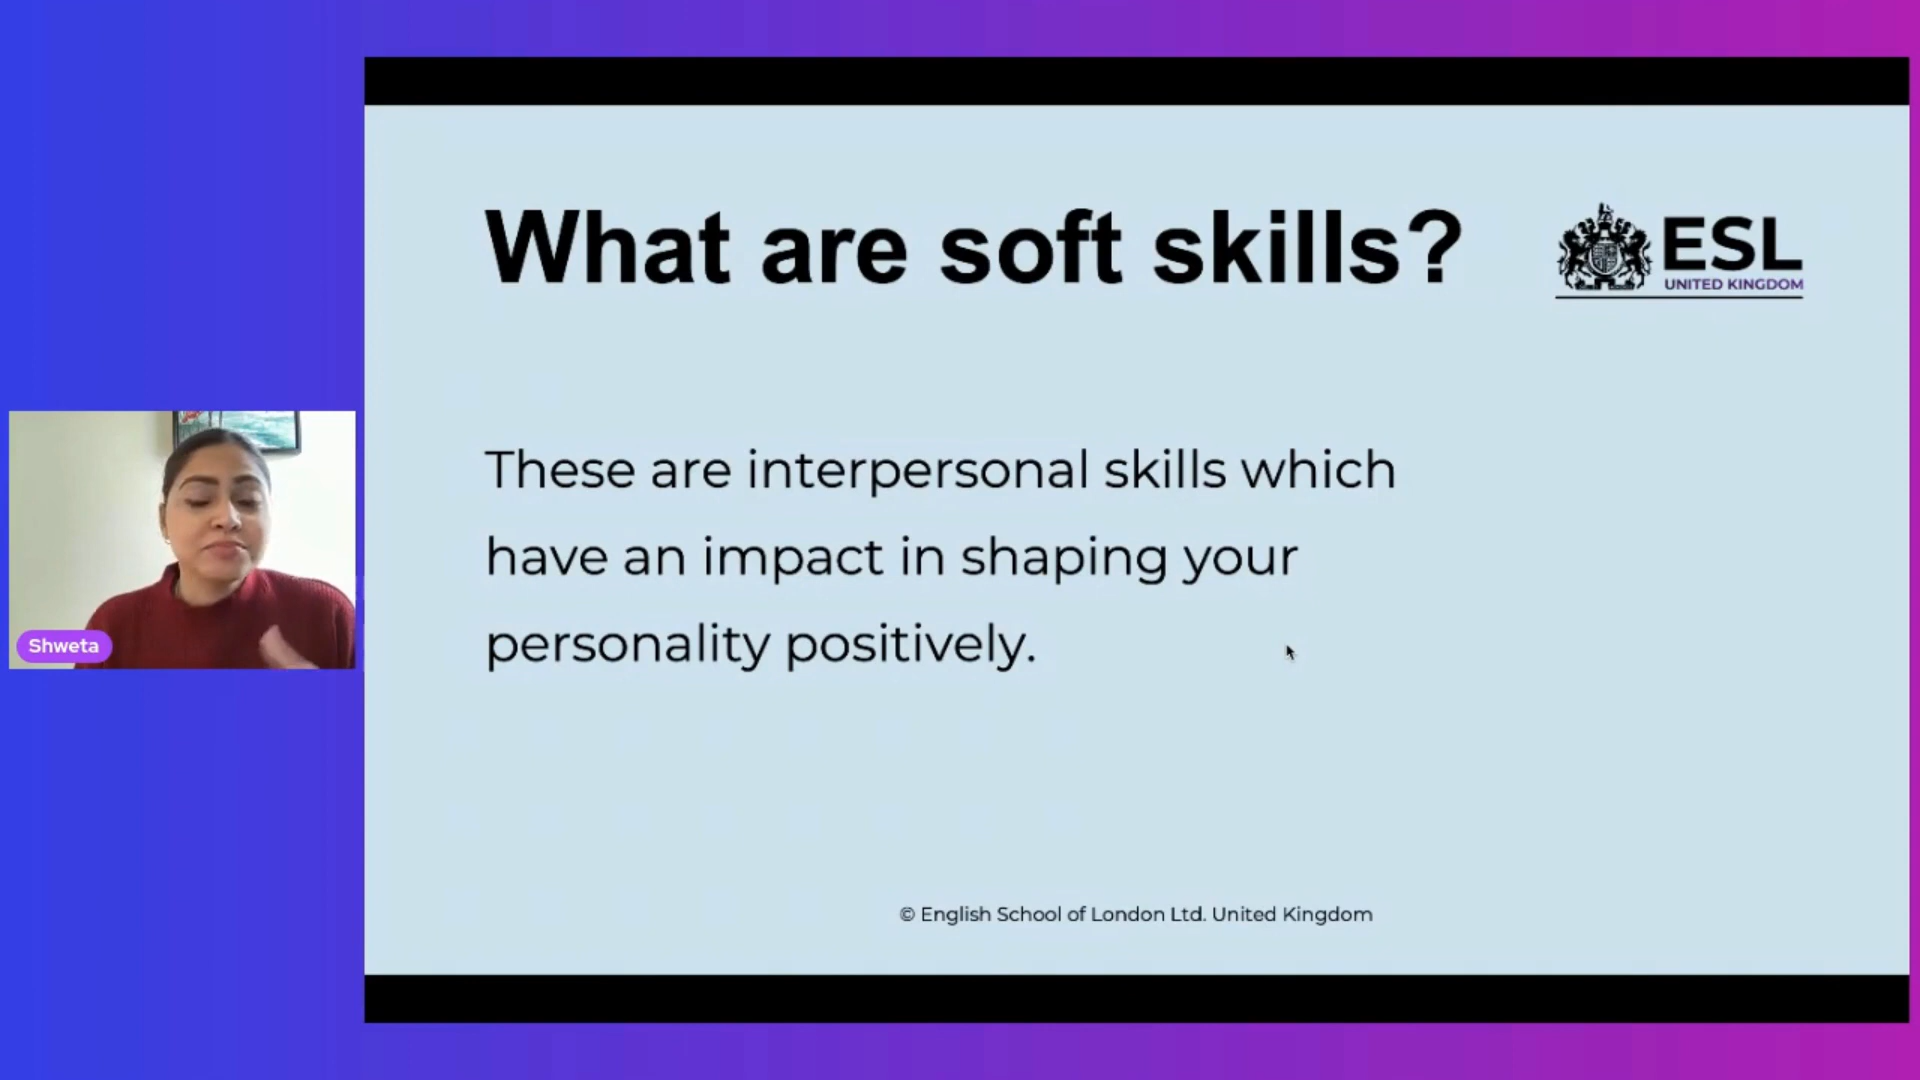 What are soft skills?
ESL
UNITED KINGDOM
These are interpersonal skills which
have an impact in shaping your
personality positively.
Shweta
© English School of London Ltd. United Kingdom